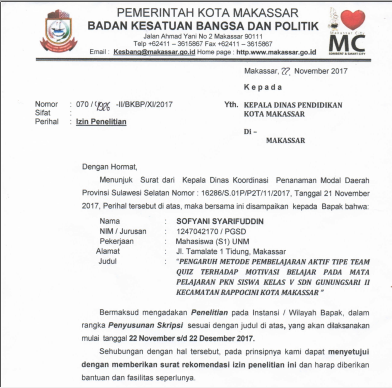 PEMERINTAH KOTA MAKASSAR
BADAN KESATUAN BANGSA DAN POLITIK
Jalan Ahmad Yani No 2 Makassar 90111
Telp +62411 – 3615867 Fax +62411 – 3615867
Email : Kesbang@makassar.go.id Home page : http.www.makassar.go.id
MC
Makassar, 22, November 2017
K e p a d a
Nomor : 070 / -II/BKBP/XI/2017 Yth. KEPALA DINAS PENDIDIKAN
Sifat : KOTA MAKASSAR
Perihal : Izin Penelitian
Di –
MAKASSAR
Dengan Hormat,
Menunjuk Surat dari Kepala Dinas Koordinasi Penanaman Modal Daerah
Provinsi Sulawesi Selatan Nomor : 16286/S.01P/P2T/11/2017, Tanggal 21 November
2017, Perihal tersebut di atas, maka bersama ini disampaikan kepada Bapak bahwa:
Nama : SOFYANI SYARIFUDDIN
NIM / Jurusan : 1247042170 / PGSD
Pekerjaan : Mahasiswa (S1) UNM
Alamat : Jl. Tamalate 1 Tidung, Makassar
Judul : "PENGARUH METODE PEMBELAJARAN AKTIF TIPE TEAM
QUIZ TERHADAP MOTIVASI BELAJAR PADA MATA
PELAJARAN PKN SISWA KELAS V SDN GUNUNGSARI II
KECAMATAN RAPPOCINI KOTA MAKASSAR "
Bermaksud mengadakan Penelitian pada Instansi / Wilayah Bapak, dalam
rangka Penyusunan Skripsi sesuai dengan judul di atas, yang akan dilaksanakan
mulai tanggal 22 November s/d 22 Desember 2017.
Sehubungan dengan hal tersebut, pada prinsipnya kami dapat menyetujui
dengan memberikan surat rekomendasi izin penelitian ini dan harap diberikan
bantuan dan fasilitas seperlunya.